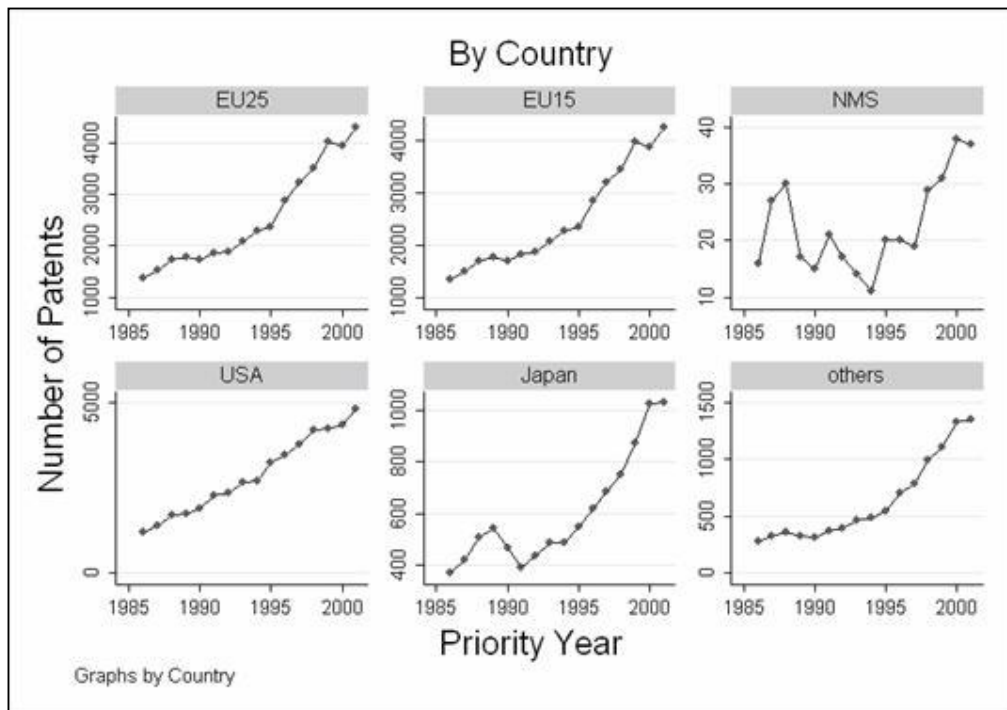 By Country
EU25
EU15
NMS
1000 2000 3000 4000
1000 2000 3000 4000
10 20 30 40
1985 1990 1995 2000
1985 1990 1995 2000
1985 1990 1995 2000
USA
Japan
others
0 5000
400 600 800 1000
0 500 1000 1500
1985 1990 1995 2000
1985 1990 1995 2000
1985 1990 1995 2000
Number of Patents
Priority Year
Graphs by Country